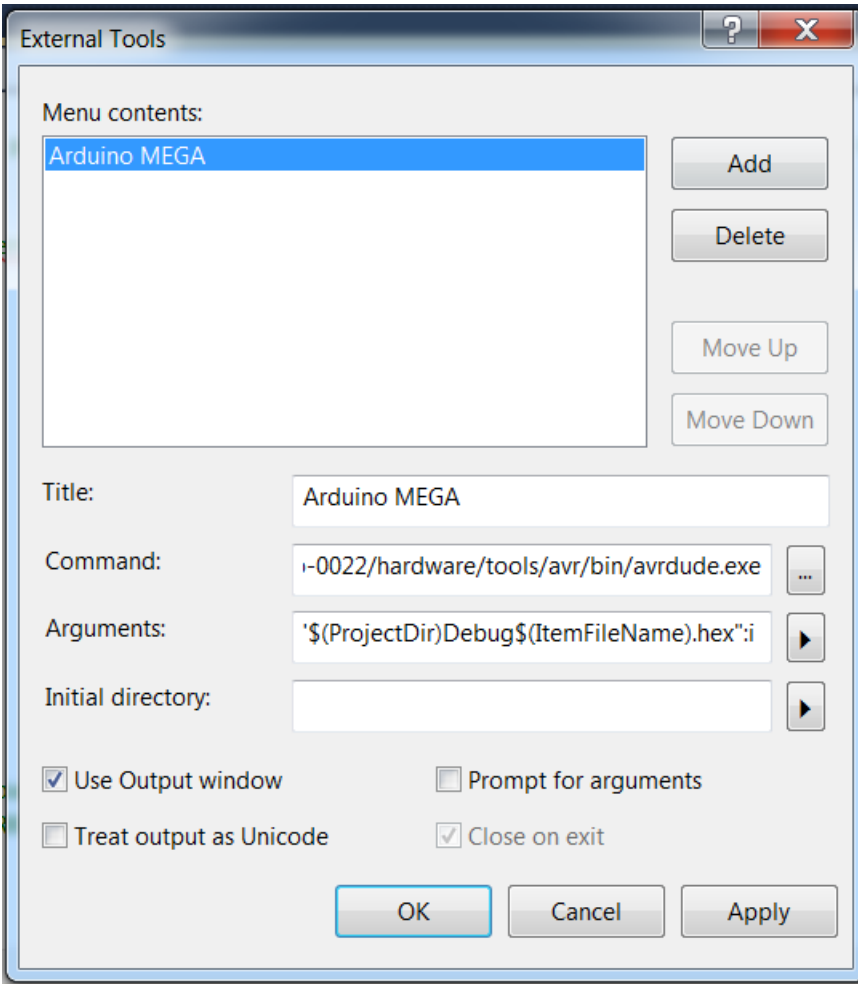 External Tools
?
X
Menu contents:
Arduino MEGA
Add
Delete
Move Up
Move Down
Title:
Arduino MEGA
Command:
-0022/hardware/tools/avr/bin/avrdude.exe
...
Arguments:
"$(ProjectDir)Debug$(ItemFileName).hex":i
Initial directory:
Use Output window
Prompt for arguments
Treat output as Unicode
Close on exit
OK
Cancel
Apply